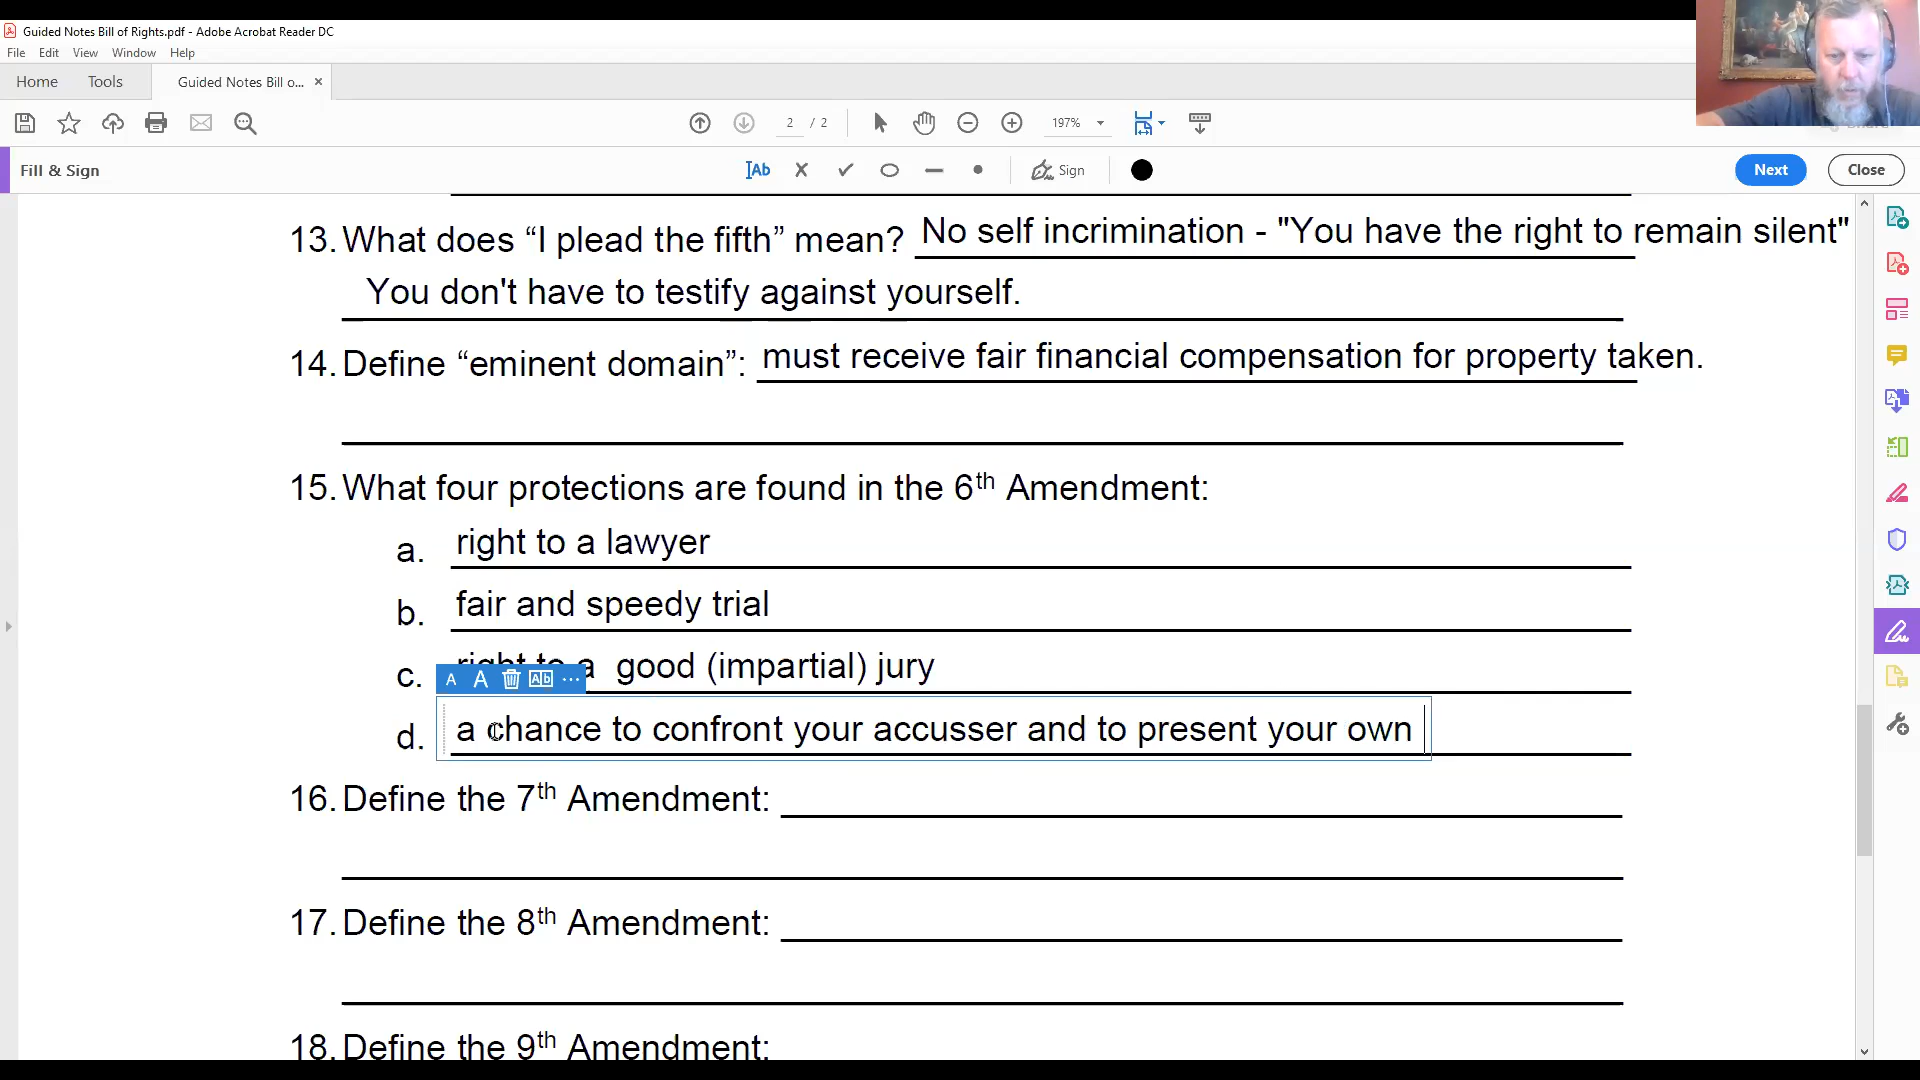 Guided Notes Bill of Rights.pdf - Adobe Acrobat Reader DC
File Edit View Window Help
Home Tools Guided Notes Bill o... ×
2 / 2 197%
Fill & Sign Ab Sign Next Close
13. What does “I plead the fifth” mean? No self incrimination - "You have the right to remain silent"
You don't have to testify against yourself.
14. Define “eminent domain”: must receive fair financial compensation for property taken.
15. What four protections are found in the 6th Amendment:
a. right to a lawyer
b. fair and speedy trial
c. right to a good (impartial) jury
A A Ab ...
d. a chance to confront your accusser and to present your own
16. Define the 7th Amendment:
17. Define the 8th Amendment:
18. Define the 9th Amendment: